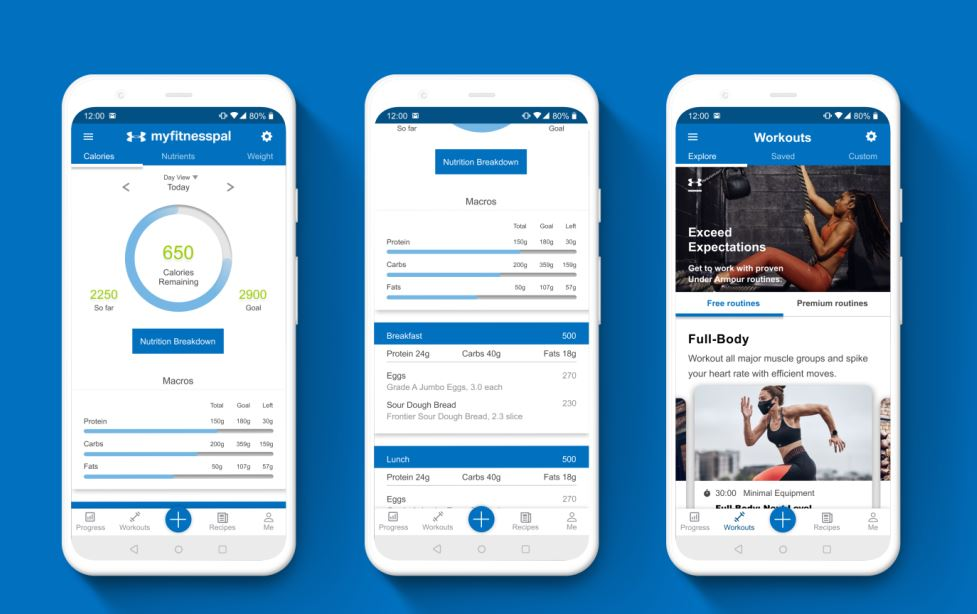 12:00 80%
myfitnesspal
Calories Nutrients Weight
Day View
Today
650
Calories
Remaining
2250
So far
2900
Goal
Nutrition Breakdown
Macros
Total Goal Left
Protein 150g 180g 30g
Carbs 200g 359g 159g
Fats 50g 107g 57g
Progress Workouts Recipes Me
12:00 80%
So far Goal
Nutrition Breakdown
Macros
Total Goal Left
Protein 150g 180g 30g
Carbs 200g 359g 159g
Fats 50g 107g 57g
Breakfast 500
Protein 24g Carbs 40g Fats 18g
Eggs 270
Grade A Jumbo Eggs, 3.0 each
Sour Dough Bread 230
Frontier Sour Dough Bread, 2.3 slice
Lunch 500
Protein 24g Carbs 40g Fats 18g
Eggs 270
Progress Workouts Recipes Me
12:00 80%
Workouts
Explore Saved Custom
Exceed
Expectations
Get to work with proven
Under Armour routines.
Free routines Premium routines
Full-Body
Workout all major muscle groups and spike
your heart rate with efficient moves.
30:00 Minimal Equipment
Full-Body: Next Level
Progress Workouts Recipes Me